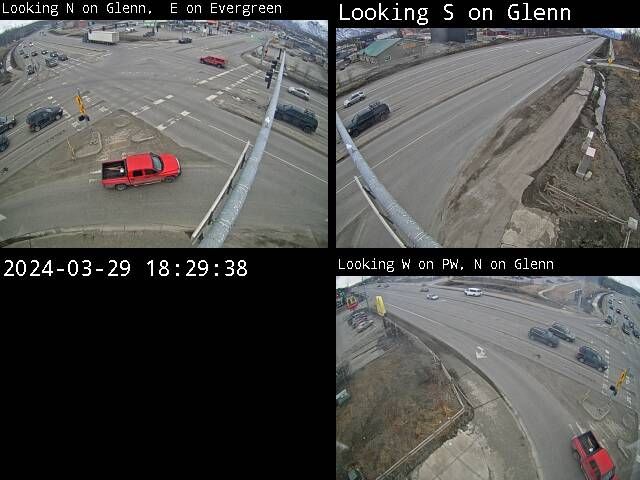 Looking N on Glenn,  E on Evergreen
Looking S on Glenn
2024-03-29 18:29:38
Looking W on PW, N on Glenn